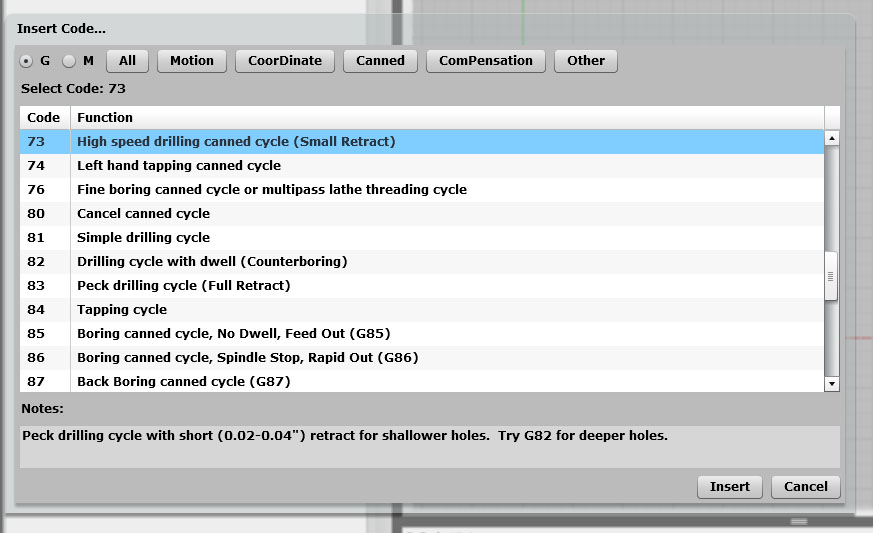 Insert Code...
G M All Motion CoorDinate Canned ComPensation Other
Select Code: 73
Code Function
73 High speed drilling canned cycle (Small Retract)
74 Left hand tapping canned cycle
76 Fine boring canned cycle or multipass lathe threading cycle
80 Cancel canned cycle
81 Simple drilling cycle
82 Drilling cycle with dwell (Counterboring)
83 Peck drilling cycle (Full Retract)
84 Tapping cycle
85 Boring canned cycle, No Dwell, Feed Out (G85)
86 Boring canned cycle, Spindle Stop, Rapid Out (G86)
87 Back Boring canned cycle (G87)
Notes:
Peck drilling cycle with short (0.02-0.04") retract for shallower holes.  Try G82 for deeper holes.
Insert Cancel